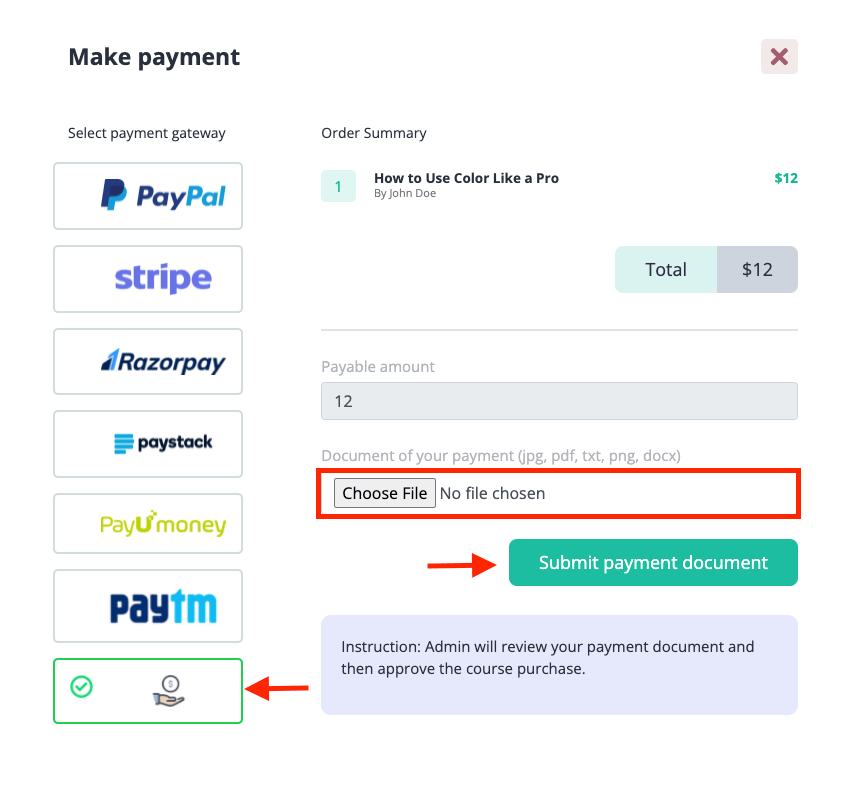 Make payment
Select payment gateway
PayPal
stripe
Razorpay
paystack
PayUmoney
paytm
$
Order Summary
1
How to Use Color Like a Pro
$12
By John Doe
Total
$12
Payable amount
12
Document of your payment (jpg, pdf, txt, png, docx)
Choose File No file chosen
Submit payment document
Instruction: Admin will review your payment document and
then approve the course purchase.